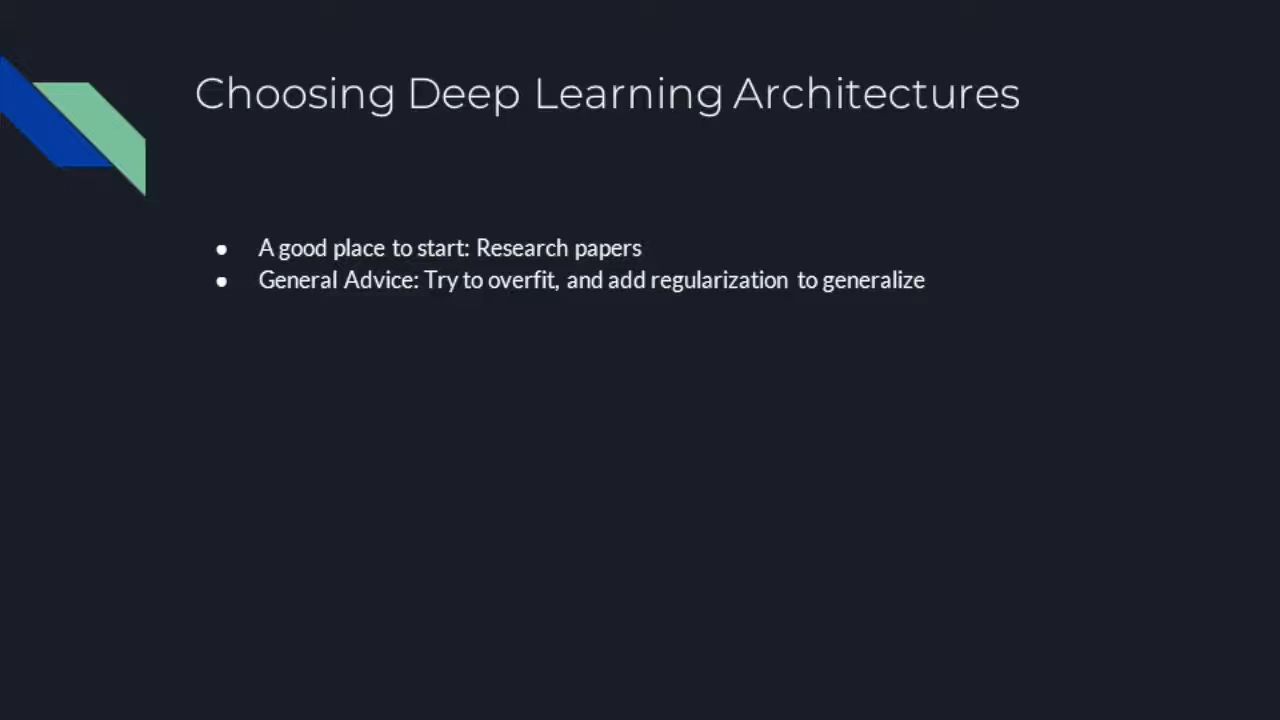 Choosing Deep Learning Architectures
● A good place to start: Research papers
● General Advice: Try to overfit, and add regularization to generalize